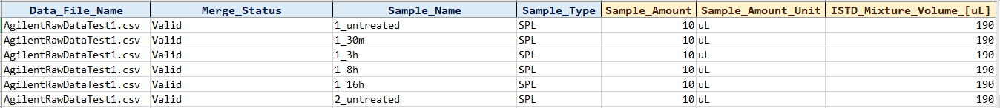 Data_File_Name Merge_Status Sample_Name Sample_Type Sample_Amount Sample_Amount_Unit ISTD_Mixture_Volume_[uL]
AgilentRawDataTest1.csv Valid 1_untreated SPL 10 uL 190
AgilentRawDataTest1.csv Valid 1_30m SPL 10 uL 190
AgilentRawDataTest1.csv Valid 1_3h SPL 10 uL 190
AgilentRawDataTest1.csv Valid 1_8h SPL 10 uL 190
AgilentRawDataTest1.csv Valid 1_16h SPL 10 uL 190
AgilentRawDataTest1.csv Valid 2_untreated SPL 10 uL 190